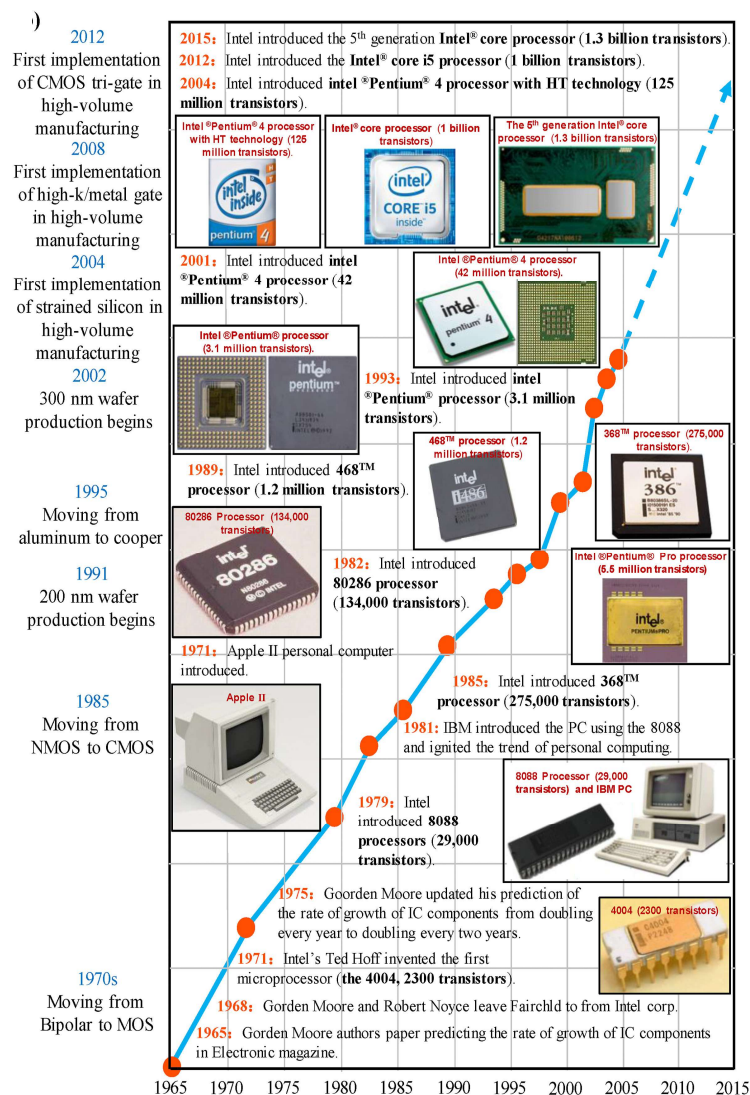 )
2012
First implementation
of CMOS tri-gate in
high-volume
manufacturing
2008
First implementation
of high-k/metal gate
in high-volume
manufacturing
2004
First implementation
of strained silicon in
high-volume
manufacturing
2002
300 nm wafer
production begins
1995
Moving from
aluminum to cooper
1991
200 nm wafer
production begins
1985
Moving from
NMOS to CMOS
1970s
Moving from
Bipolar to MOS
2015: Intel introduced the 5th generation Intel® core processor (1.3 billion transistors).
2012: Intel introduced the Intel® core i5 processor (1 billion transistors).
2004: Intel introduced intel ®Pentium® 4 processor with HT technology (125
million transistors).
Intel ®Pentium® 4 processor
with HT technology (125
million transistors).
intel
inside
pentium 4
HT
Intel® core processor (1 billion
transistors)
intel
CORE i5
inside™
The 5th generation Intel® core
processor (1.3 billion transistors)
2001: Intel introduced intel
®Pentium® 4 processor (42
million transistors).
Intel ®Pentium® 4 processor
(42 million transistors).
intel
pentium 4
Intel ®Pentium® processor
(3.1 million transistors).
intel
pentium™
1993: Intel introduced intel
®Pentium® processor (3.1 million
transistors).
468TM processor (1.2
million transistors)
i486
368TM processor (275,000
transistors).
intel
386™
1989: Intel introduced 468TM
processor (1.2 million transistors).
80286 Processor (134,000
transistors)
intel
80286
N80286
© INTEL
1982: Intel introduced
80286 processor
(134,000 transistors).
Intel ®Pentium® Pro processor
(5.5 million transistors)
intel®
PENTIUM®PRO
1971: Apple II personal computer
introduced.
Apple II
1985: Intel introduced 368TM
processor (275,000 transistors).
1981: IBM introduced the PC using the 8088
and ignited the trend of personal computing.
8088 Processor (29,000
transistors) and IBM PC
1979: Intel
introduced 8088
processors (29,000
transistors).
1975: Goorden Moore updated his prediction of
the rate of growth of IC components from doubling
every year to doubling every two years.
4004 (2300 transistors)
C4004
1971: Intel's Ted Hoff invented the first
microprocessor (the 4004, 2300 transistors).
1968: Gorden Moore and Robert Noyce leave Fairchld to from Intel corp.
1965: Gorden Moore authors paper predicting the rate of growth of IC components
in Electronic magazine.
1965 1970 1975 1980 1985 1990 1995 2000 2005 2010 2015